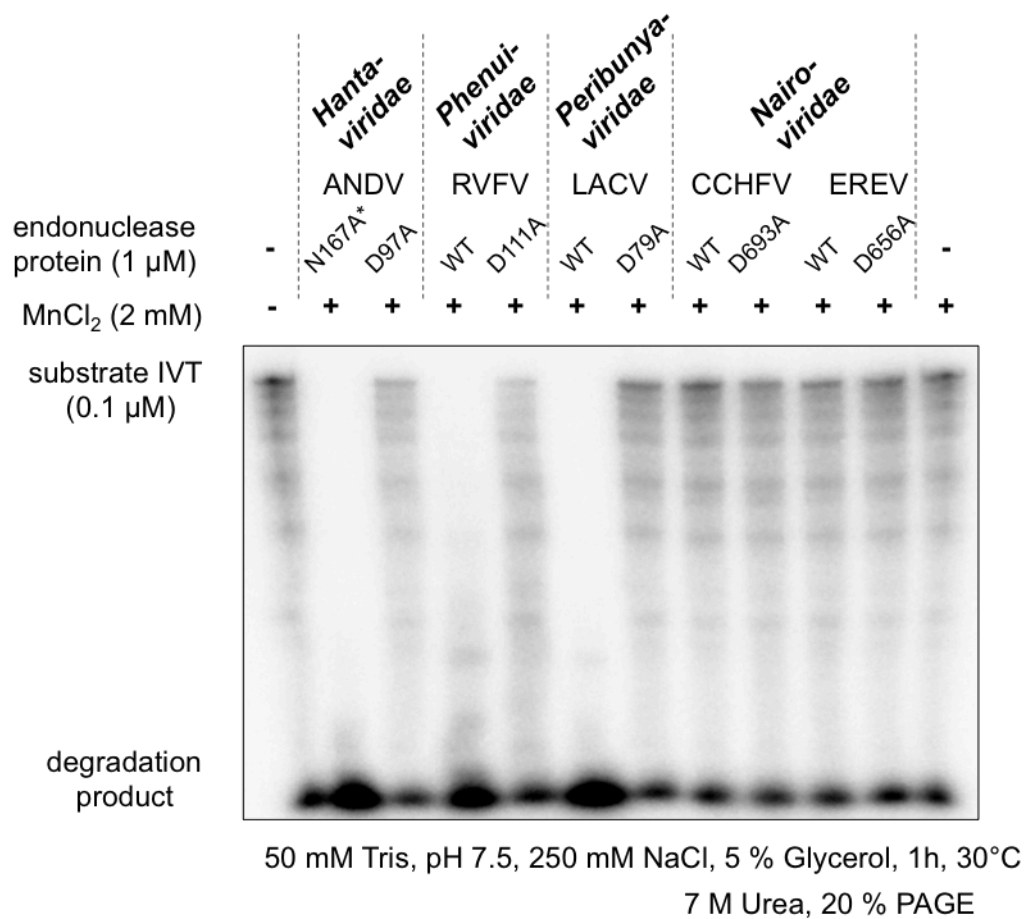 Hanta-
viridae
Phenui-
viridae
Peribunya-
viridae
Nairo-
viridae
ANDV RVFV LACV CCHFV EREV
endonuclease
protein (1 µM)
- N167A* D97A WT D111A WT D79A WT D693A WT D656A -
MnCl₂ (2 mM) - + + + + + + + + + + +
substrate IVT
(0.1 µM)
degradation
product
50 mM Tris, pH 7.5, 250 mM NaCl, 5 % Glycerol, 1h, 30°C
7 M Urea, 20 % PAGE